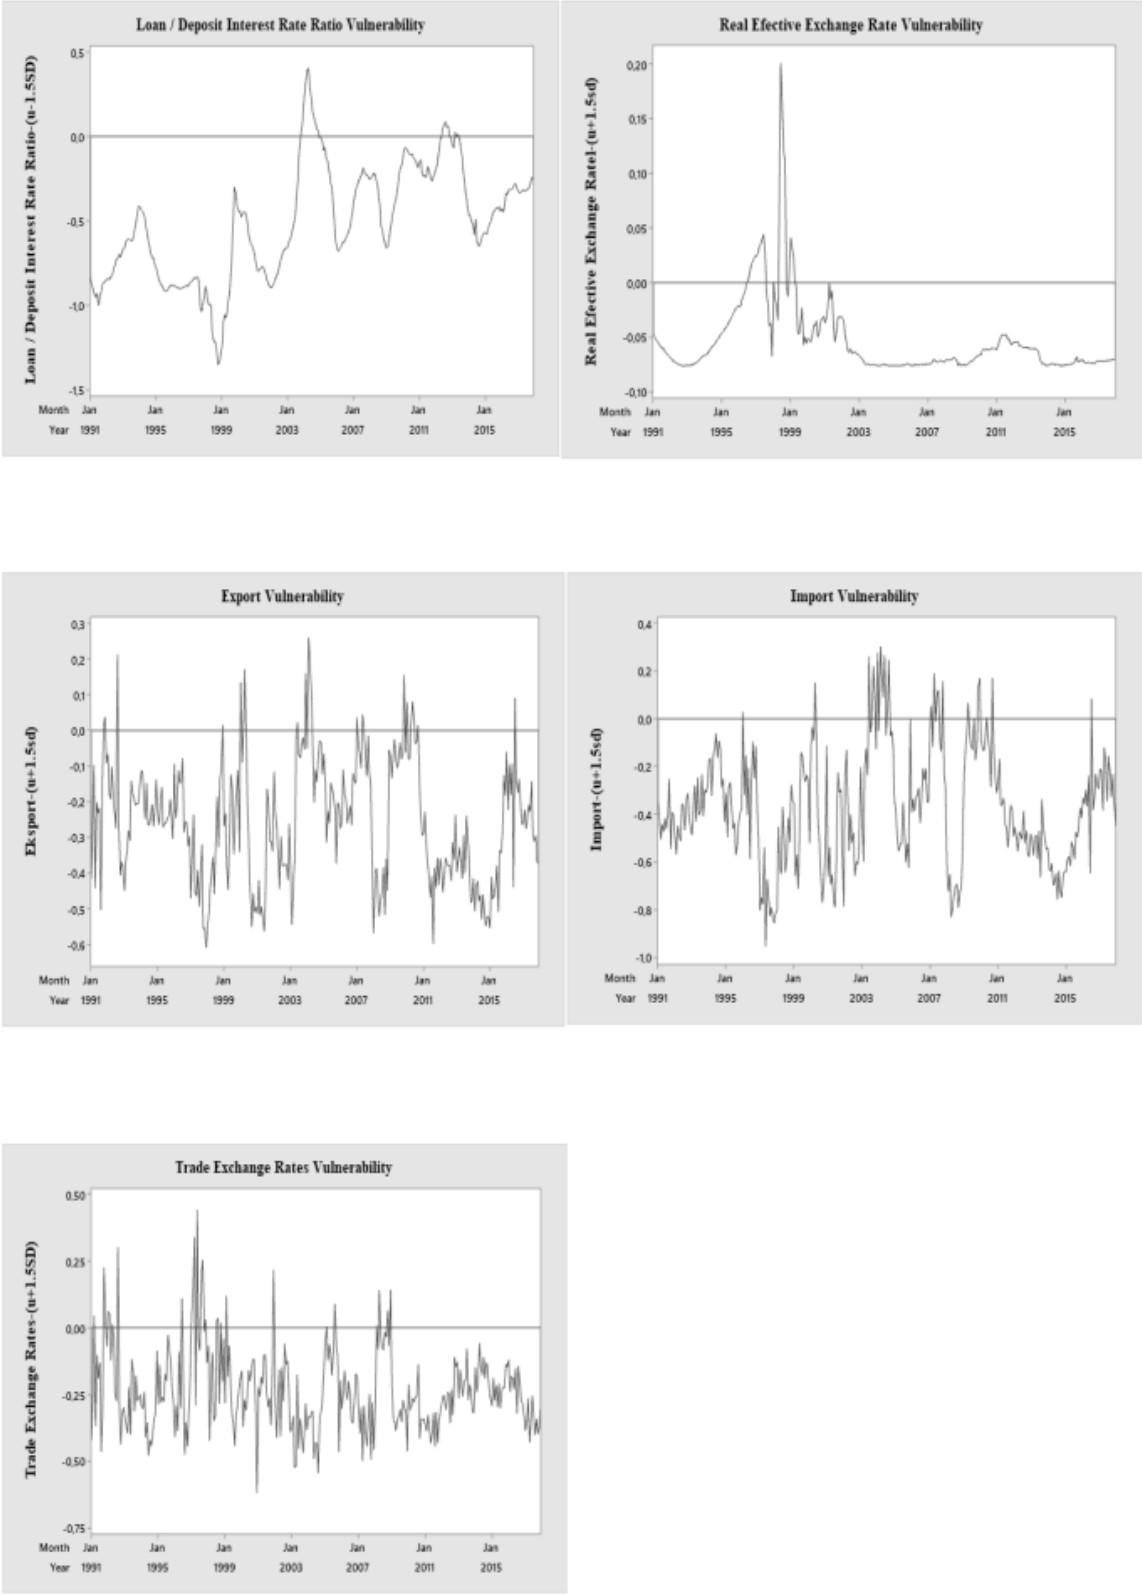 Loan / Deposit Interest Rate Ratio Vulnerability
Loan / Deposit Interest Rate Ratio-(u-1.5SD)
0,5
0,0
-0,5
-1,0
-1,5
Month Jan Jan Jan Jan Jan Jan Jan
Year 1991 1995 1999 2003 2007 2011 2015
Real Efective Exchange Rate Vulnerability
Real Efective Exchange Ratel-(u+1.5sd)
0,20
0,15
0,10
0,05
0,00
-0,05
-0,10
Month Jan Jan Jan Jan Jan Jan Jan
Year 1991 1995 1999 2003 2007 2011 2015
Export Vulnerability
Eksport-(u+1.5sd)
0,3
0,2
0,1
0,0
-0,1
-0,2
-0,3
-0,4
-0,5
-0,6
Month Jan Jan Jan Jan Jan Jan Jan
Year 1991 1995 1999 2003 2007 2011 2015
Import Vulnerability
Import-(u+1.5sd)
0,4
0,2
0,0
-0,2
-0,4
-0,6
-0,8
-1,0
Month Jan Jan Jan Jan Jan Jan Jan
Year 1991 1995 1999 2003 2007 2011 2015
Trade Exchange Rates Vulnerability
Trade Exchange Rates-(u+1.5SD)
0,50
0,25
0,00
-0,25
-0,50
-0,75
Month Jan Jan Jan Jan Jan Jan Jan
Year 1991 1995 1999 2003 2007 2011 2015